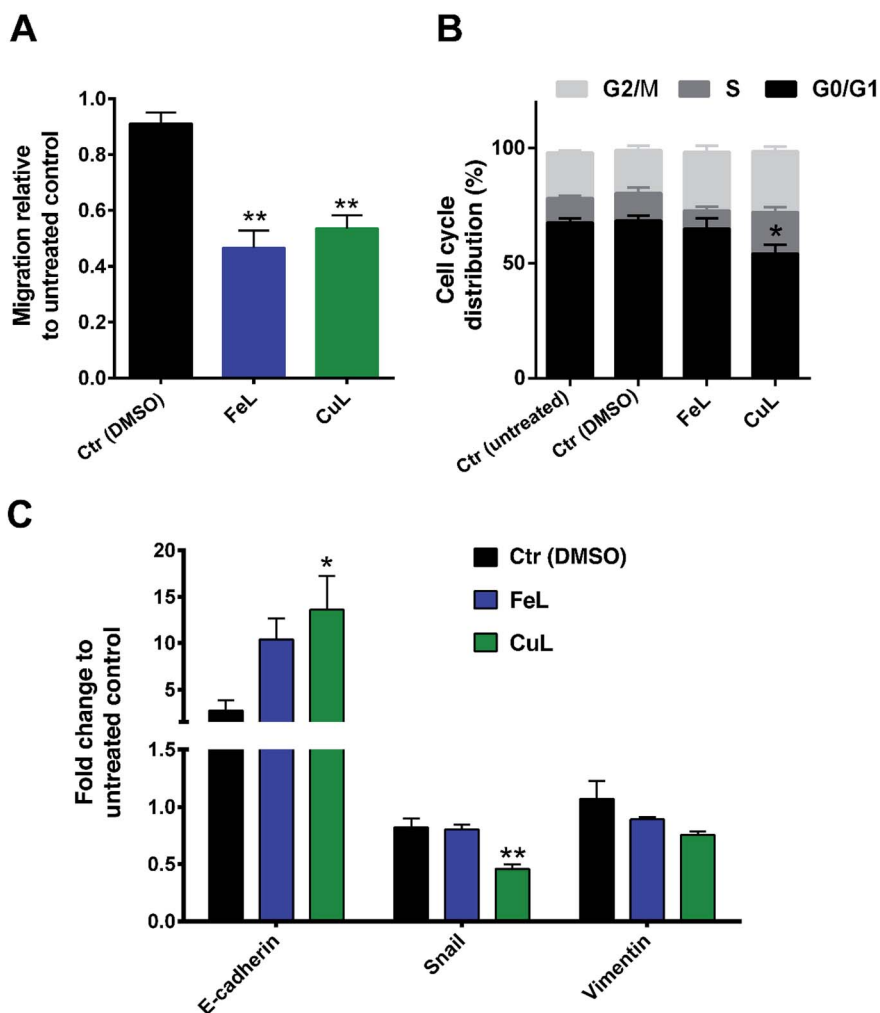 A
Migration relative
to untreated control
1.0
0.8
0.6
0.4
0.2
0.0
**
**
Ctr (DMSO)
FeL
CuL
B
G2/M
S
G0/G1
Cell cycle
distribution (%)
100
50
0
*
Ctr (untreated)
Ctr (DMSO)
FeL
CuL
C
Fold change to
untreated control
20
15
10
5
1.5
1.0
0.5
0.0
*
**
Ctr (DMSO)
FeL
CuL
E-cadherin
Snail
Vimentin